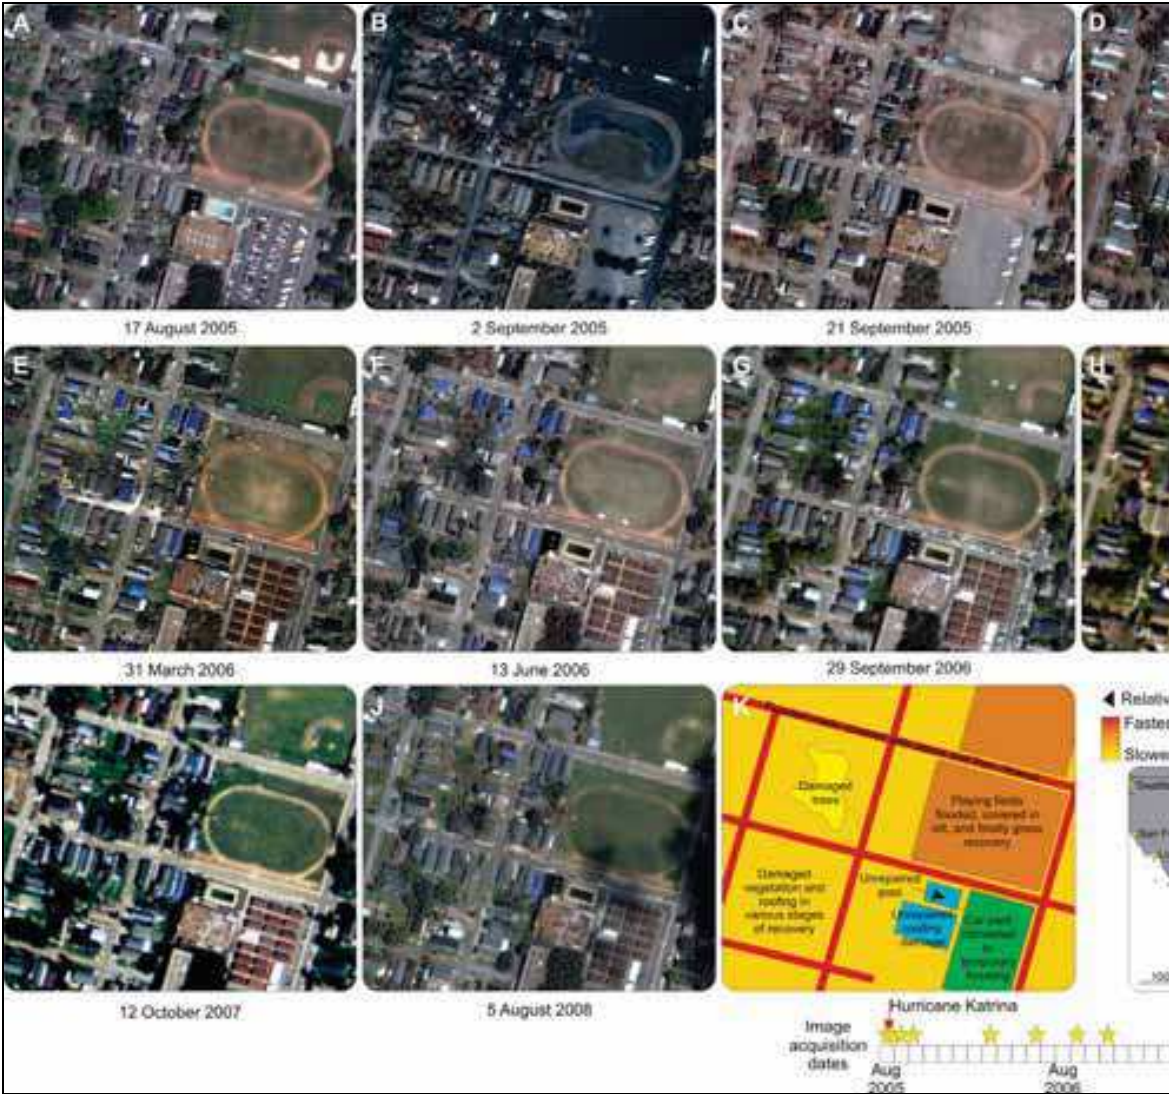 A
B
C
D
17 August 2005
2 September 2005
21 September 2005
E
F
G
H
31 March 2006
13 June 2006
29 September 2006
I
J
K
Damaged
trees
Playing fields
flooded, covered in
silt, and finally grass
recovery
Damaged
vegetation and
roofing in
various stages
of recovery
Unrepaired
pool
Unrepaired
roofing
damage
Car park
converted
to
temporary
housing
Relativ
Faster
Slowe
100
12 October 2007
5 August 2008
Hurricane Katrina
Image
acquisition
dates
Aug
2005
Aug
2006